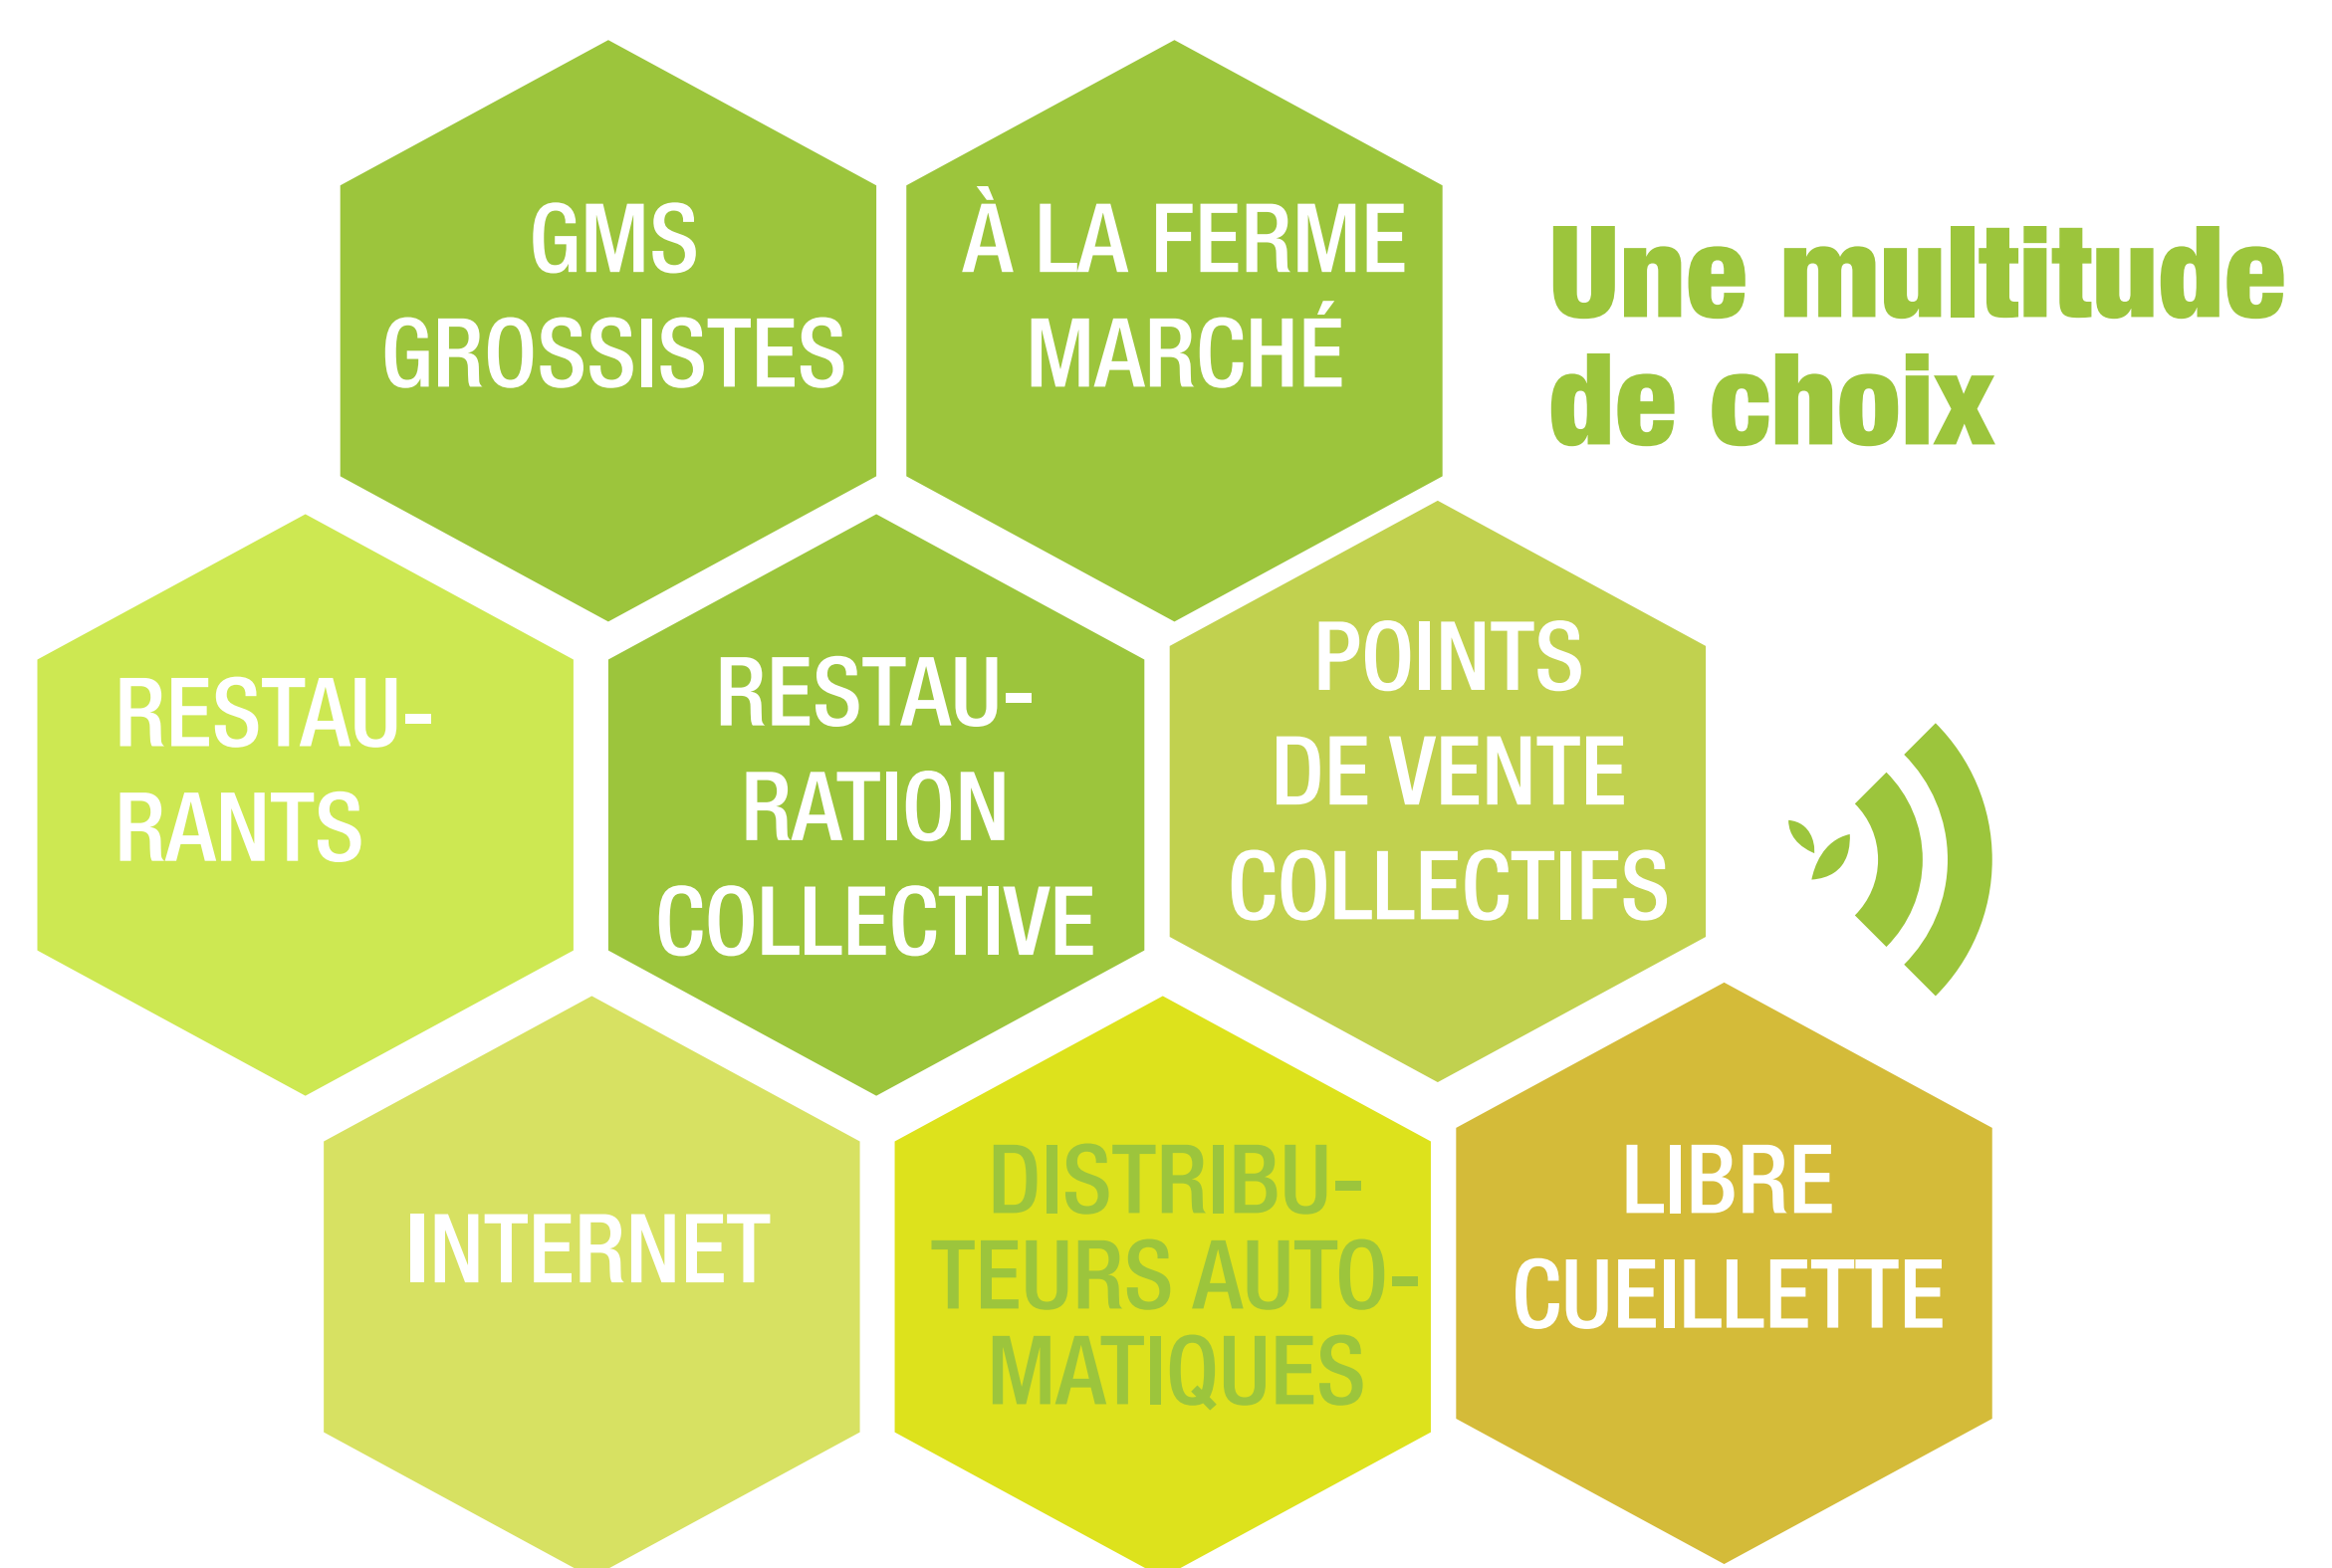 GMS
GROSSISTES
À LA FERME
MARCHÉ
Une multitude
de choix
RESTAU-
RANTS
RESTAU-
RATION
COLLECTIVE
POINTS
DE VENTE
COLLECTIFS
INTERNET
DISTRIBU-
TEURS AUTO-
MATIQUES
LIBRE
CUEILLETTE